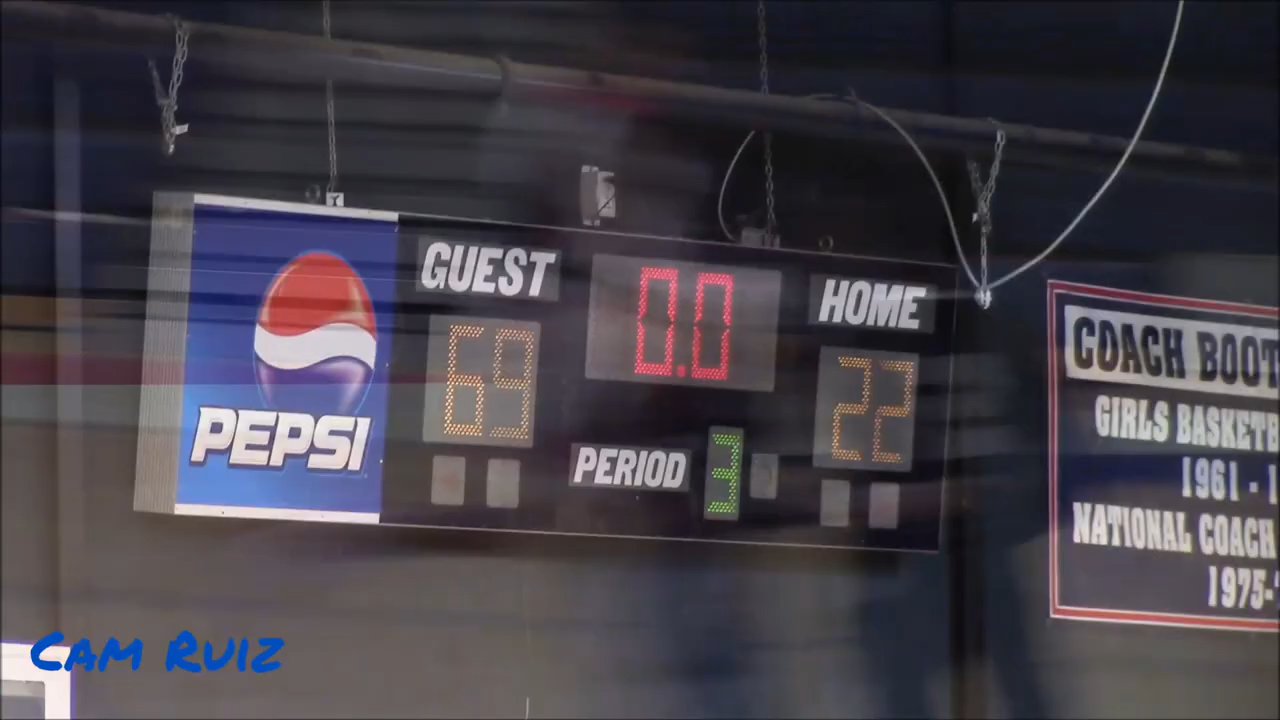 GUEST
0.0
HOME
69
22
PEPSI
PERIOD 3
COACH BOOT
GIRLS BASKETB
1961 -
NATIONAL COACH
1975-
CAM RUIZ